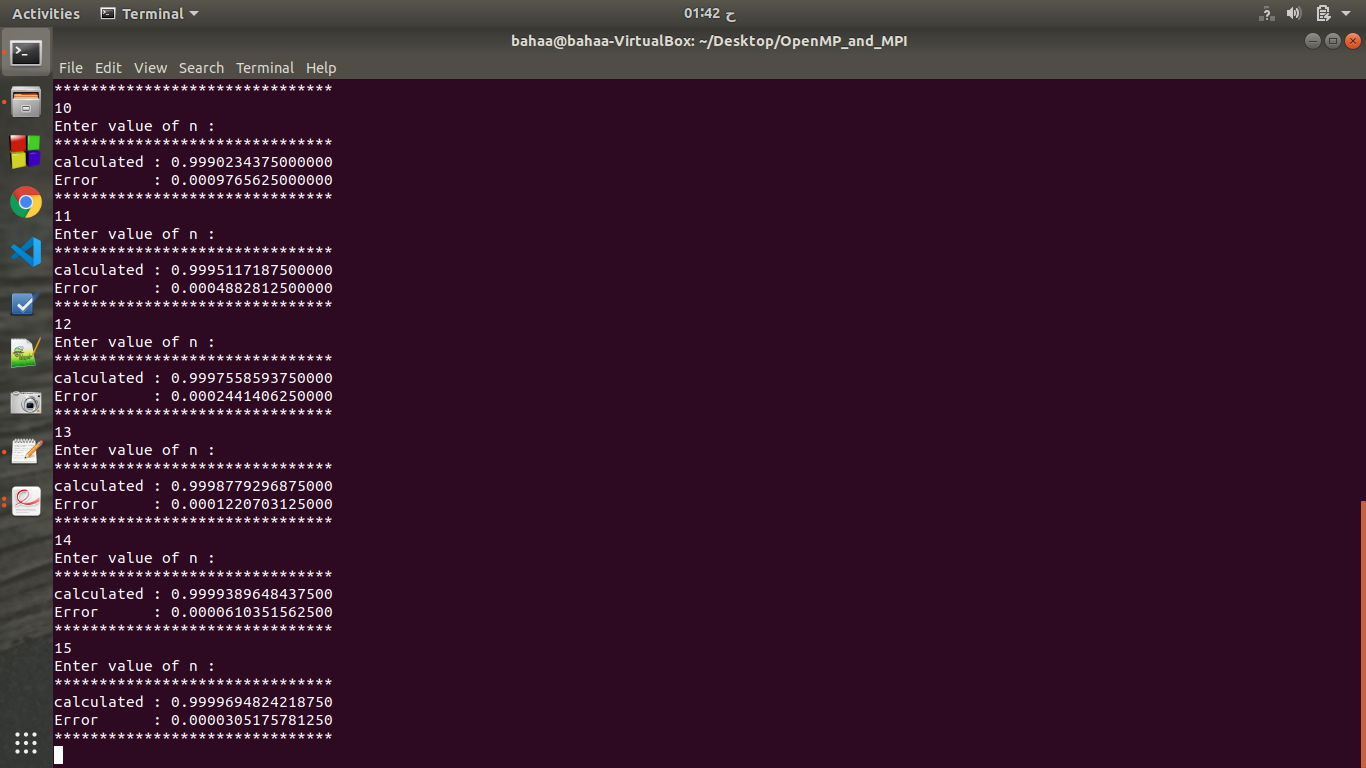 Activities Terminal 01:42 ح
bahaa@bahaa-VirtualBox: ~/Desktop/OpenMP_and_MPI
File Edit View Search Terminal Help
*******************************
10
Enter value of n :
*******************************
calculated : 0.9990234375000000
Error      : 0.0009765625000000
*******************************
11
Enter value of n :
*******************************
calculated : 0.9995117187500000
Error      : 0.0004882812500000
*******************************
12
Enter value of n :
*******************************
calculated : 0.9997558593750000
Error      : 0.0002441406250000
*******************************
13
Enter value of n :
*******************************
calculated : 0.9998779296875000
Error      : 0.0001220703125000
*******************************
14
Enter value of n :
*******************************
calculated : 0.9999389648437500
Error      : 0.0000610351562500
*******************************
15
Enter value of n :
*******************************
calculated : 0.9999694824218750
Error      : 0.0000305175781250
*******************************